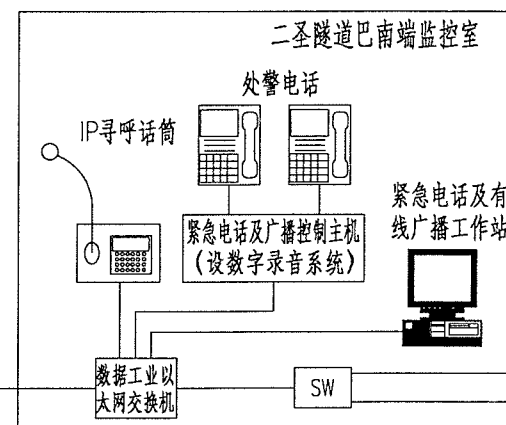 二圣隧道巴南端监控室
处警电话
IP寻呼话筒
紧急电话及有
线广播工作站
紧急电话及广播控制主机
(设数字录音系统)
数据工业以
太网交换机
SW